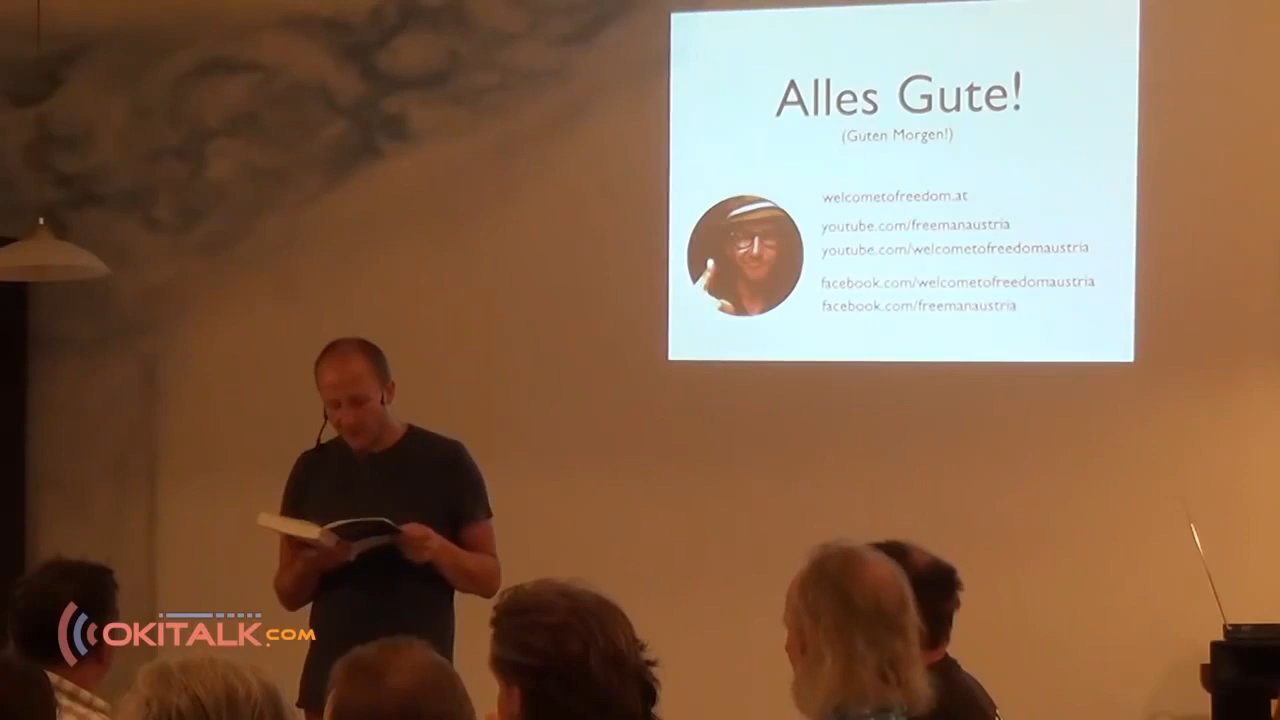 Alles Gute!
(Guten Morgen!)
welcometofreedom.at
youtube.com/freemanaustria
youtube.com/welcometofreedomaustria
facebook.com/welcometofreedomaustria
facebook.com/freemanaustria
OKITALK.COM